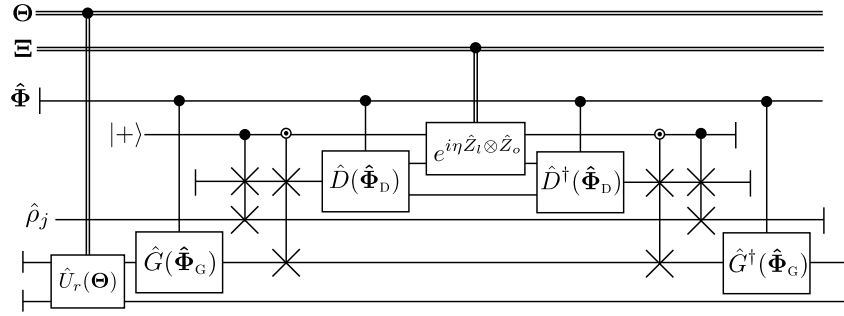 Θ
Ξ
Φ̂
|+⟩
e^{iηẐ_l⊗Ẑ_o}
D̂(Φ̂_D)
D̂†(Φ̂_D)
ρ̂_j
Ĝ(Φ̂_G)
Ĝ†(Φ̂_G)
Û_r(Θ)